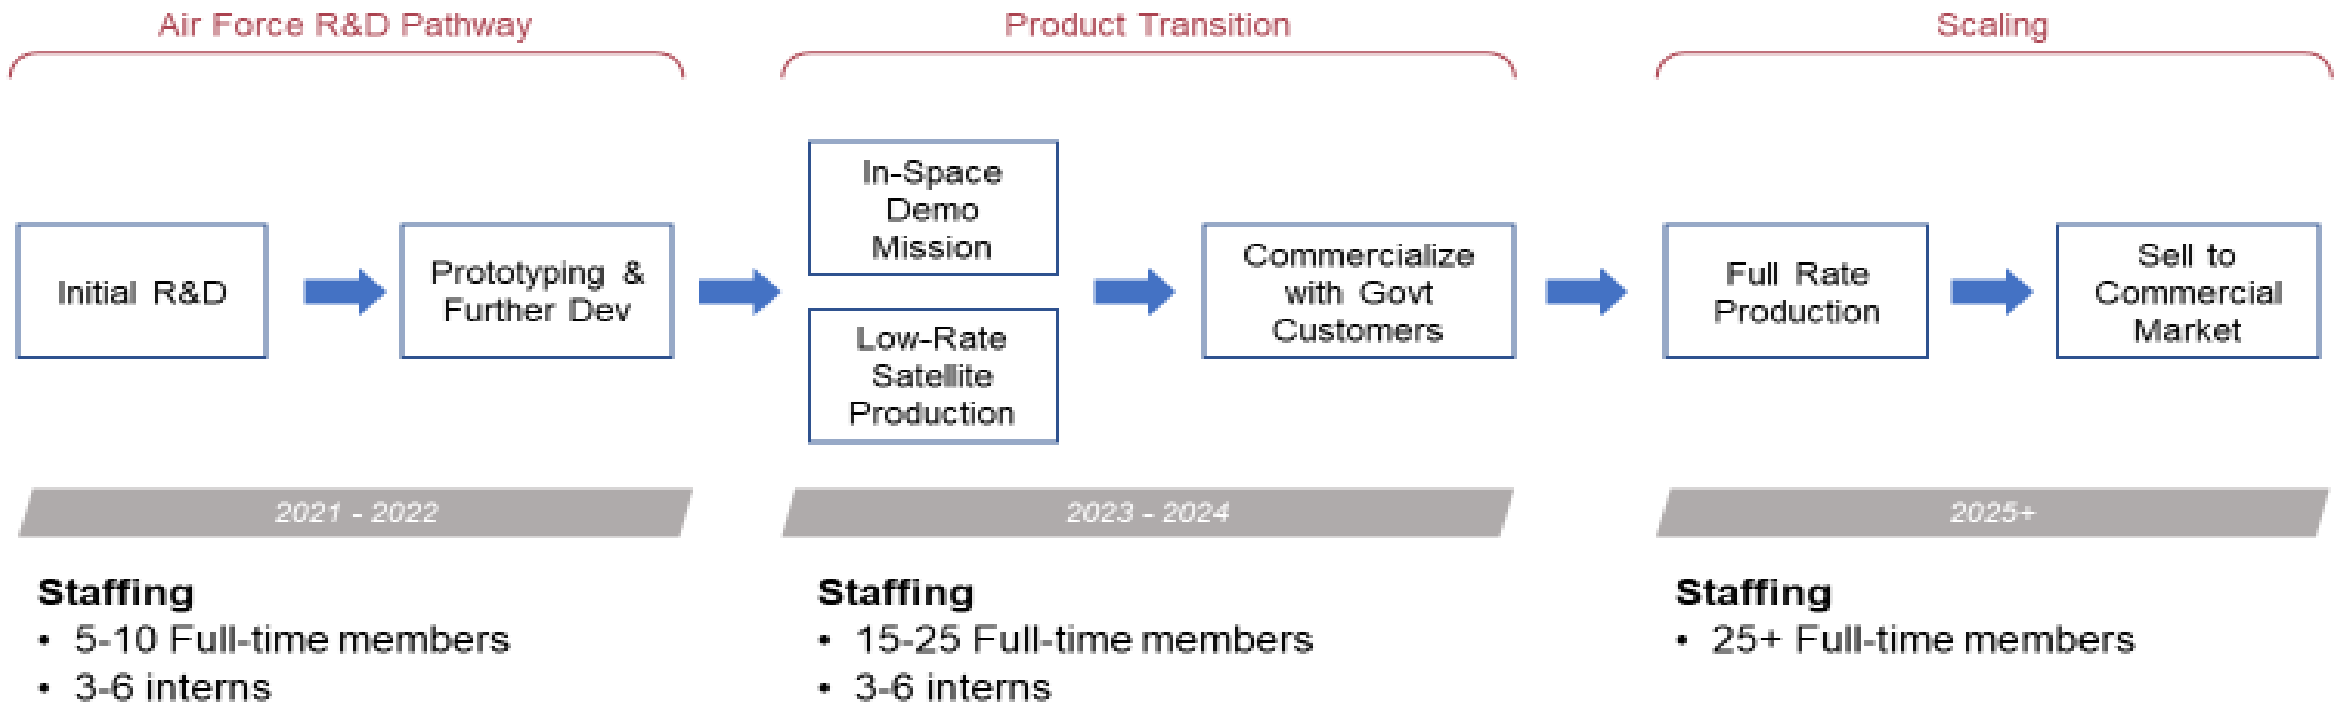 Air Force R&D Pathway
Product Transition
Scaling
Initial R&D
Prototyping &
Further Dev
In-Space
Demo
Mission
Low-Rate
Satellite
Production
Commercialize
with Govt
Customers
Full Rate
Production
Sell to
Commercial
Market
2021 - 2022
2023 - 2024
2025+
Staffing
• 5-10 Full-time members
• 3-6 interns
Staffing
• 15-25 Full-time members
• 3-6 interns
Staffing
• 25+ Full-time members